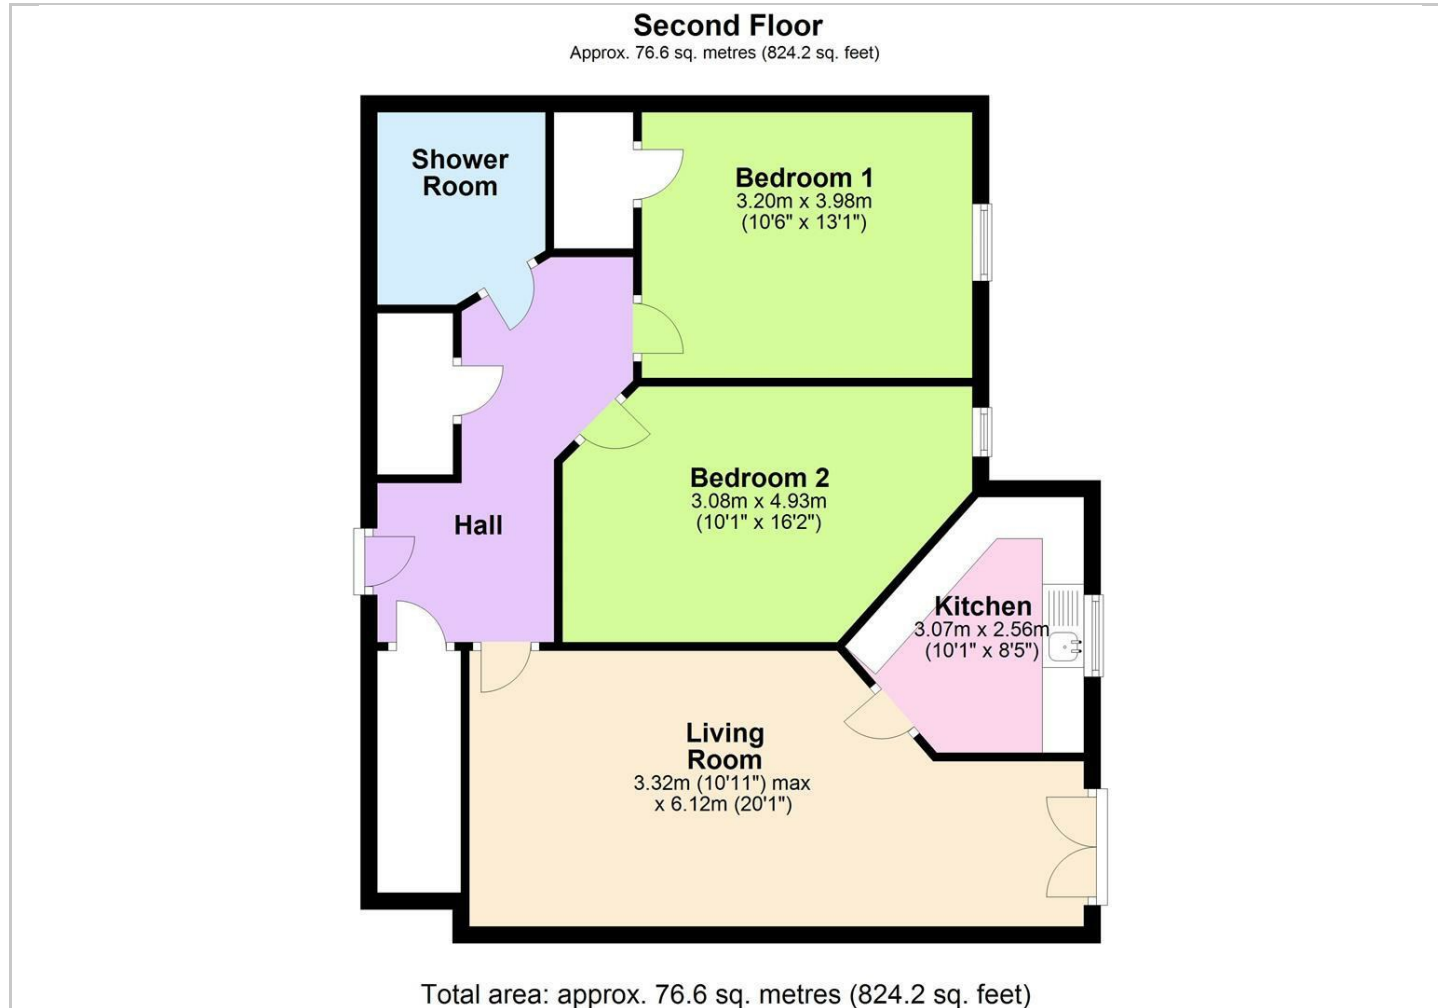 Second Floor
Approx. 76.6 sq. metres (824.2 sq. feet)
Shower
Room
Bedroom 1
3.20m x 3.98m
(10'6" x 13'1")
Bedroom 2
3.08m x 4.93m
(10'1" x 16'2")
Hall
Kitchen
3.07m x 2.56m
(10'1" x 8'5")
Living
Room
3.32m (10'11") max
x 6.12m (20'1")
Total area: approx. 76.6 sq. metres (824.2 sq. feet)